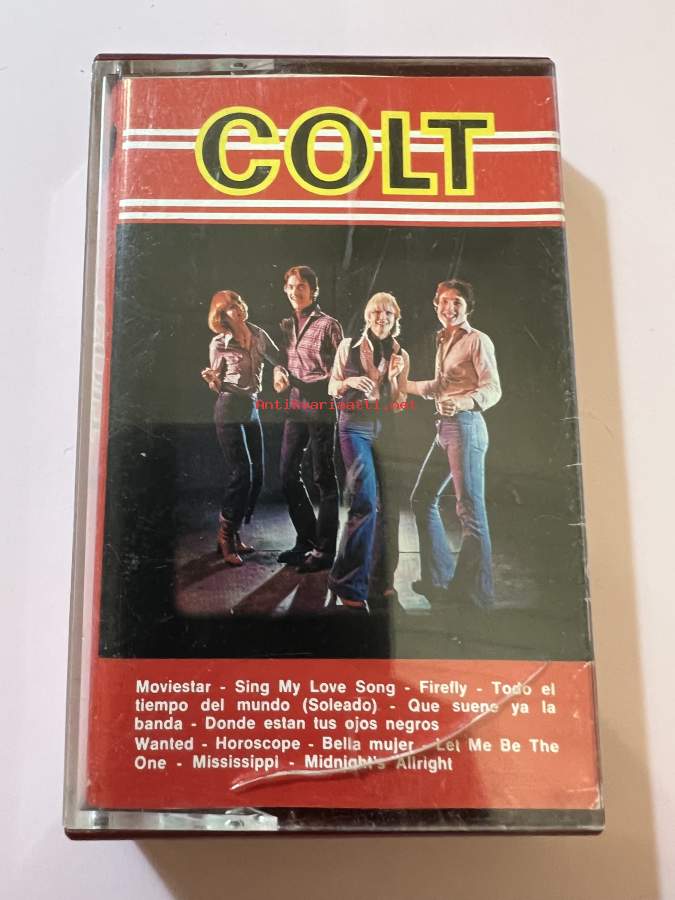 COLT
Antikvariaatti.net
Moviestar - Sing My Love Song - Firefly - Todo el
tiempo del mundo (Soleado) - Que suene ya la
banda - Donde estan tus ojos negros
Wanted - Horoscope - Bella mujer - Let Me Be The
One - Mississippi - Midnight's Allright